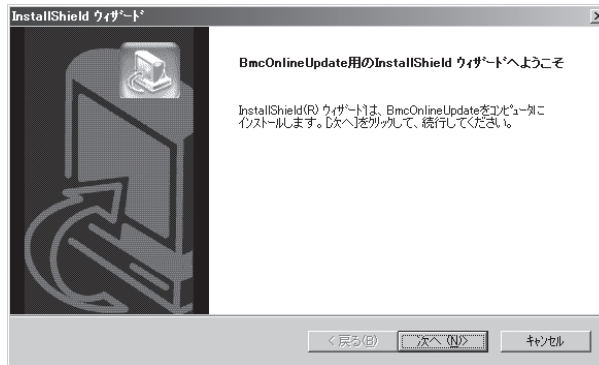 InstallShield ウィザード
BmcOnlineUpdate用のInstallShield ウィザードへようこそ
InstallShield(R) ウィザードは、BmcOnlineUpdateをコンピュータに
インストールします。[次へ]をクリックして、続行してください。
< 戻る(B)
次へ (N)>
キャンセル